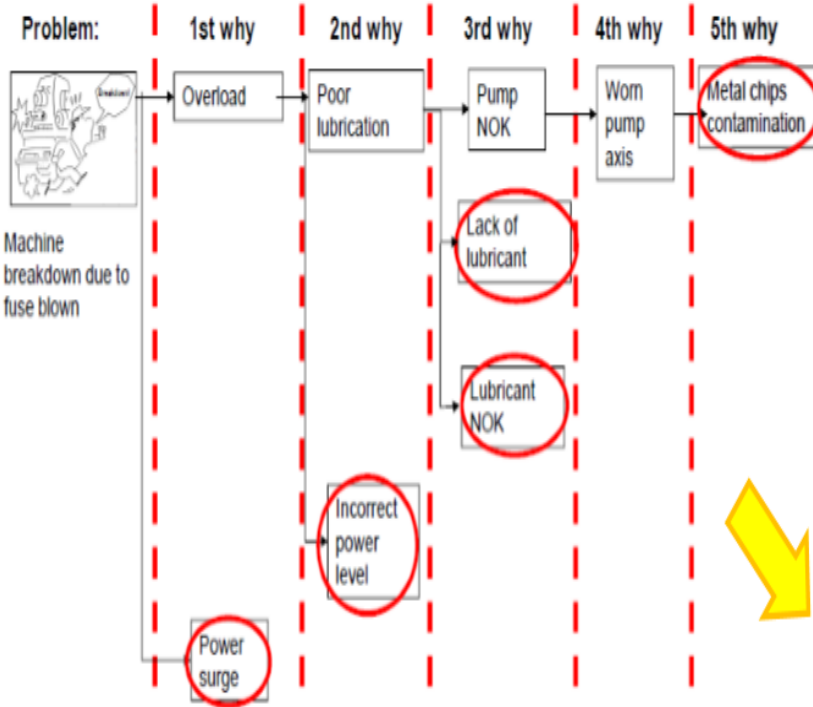 Problem:
1st why
2nd why
3rd why
4th why
5th why
Breakdown!
Overload
Poor
lubrication
Pump
NOK
Worn
pump
axis
Metal chips
contamination
Machine
breakdown due to
fuse blown
Lack of
lubricant
Lubricant
NOK
Incorrect
power
level
Power
surge